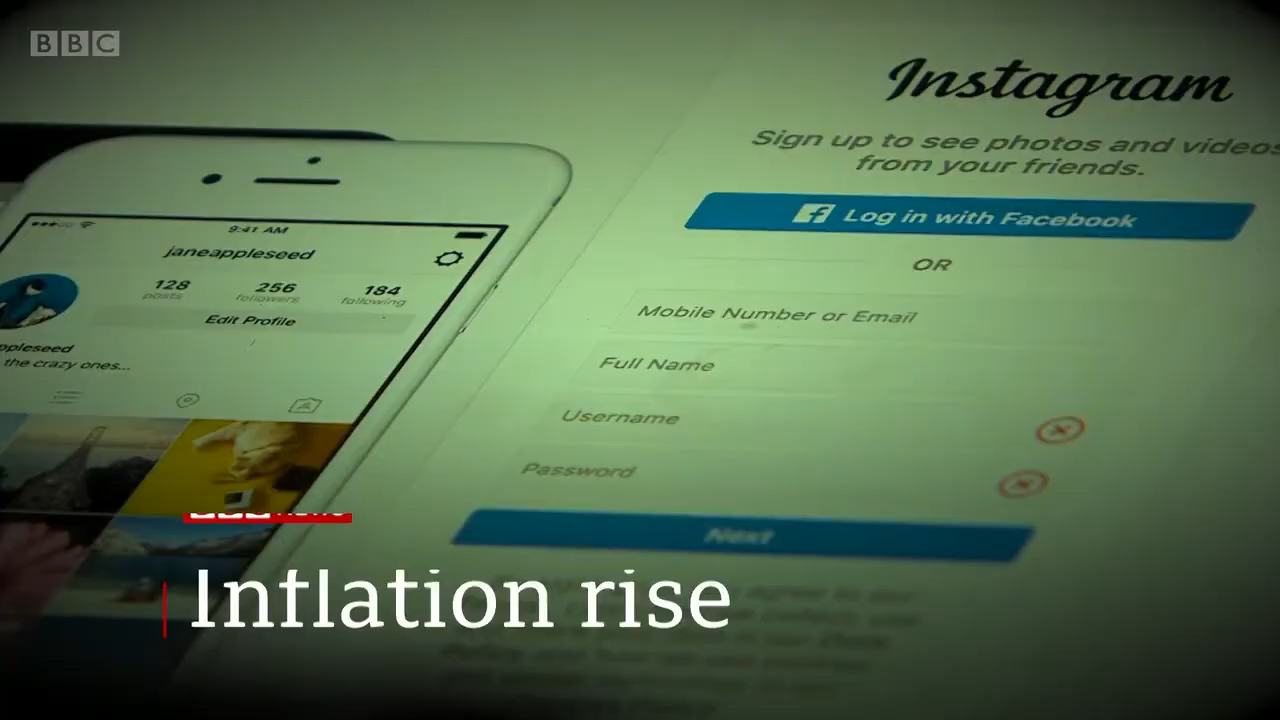 BBC
Instagram
Sign up to see photos and videos
from your friends.
f Log in with Facebook
OR
Mobile Number or Email
Full Name
Username
Password
Next
9:41 AM
janeappleseed
128 256 184
posts followers following
Edit Profile
ppleseed
the crazy ones...
Inflation rise